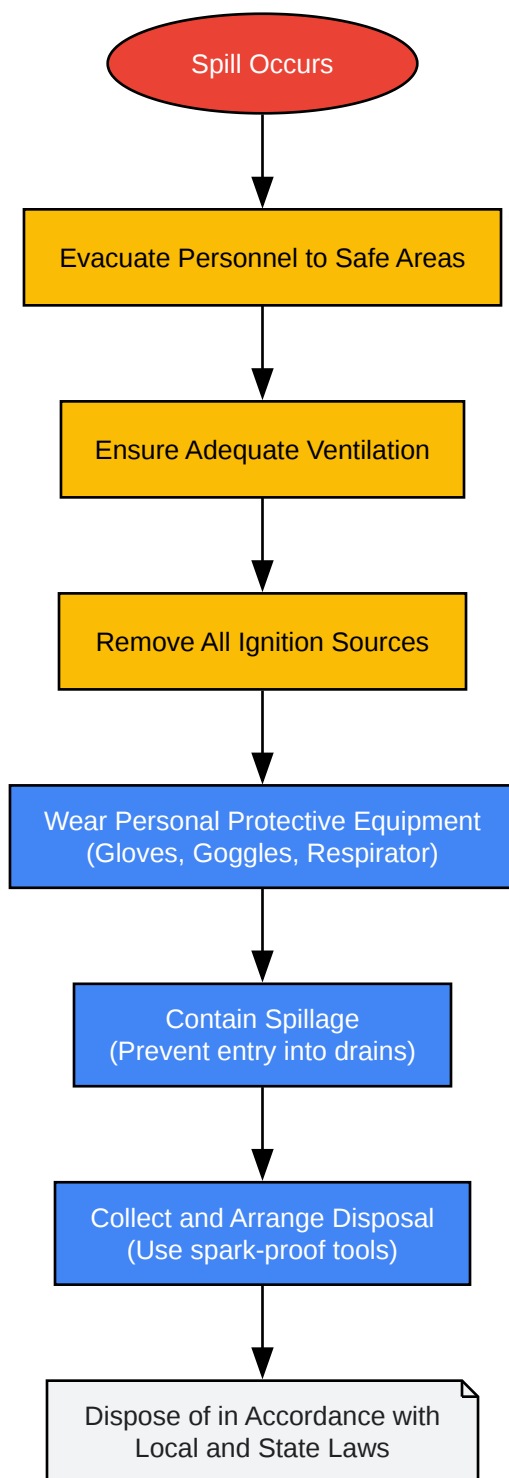 Spill Occurs
Evacuate Personnel to Safe Areas
Ensure Adequate Ventilation
Remove All Ignition Sources
Wear Personal Protective Equipment
(Gloves, Goggles, Respirator)
Contain Spillage
(Prevent entry into drains)
Collect and Arrange Disposal
(Use spark-proof tools)
Dispose of in Accordance with
Local and State Laws